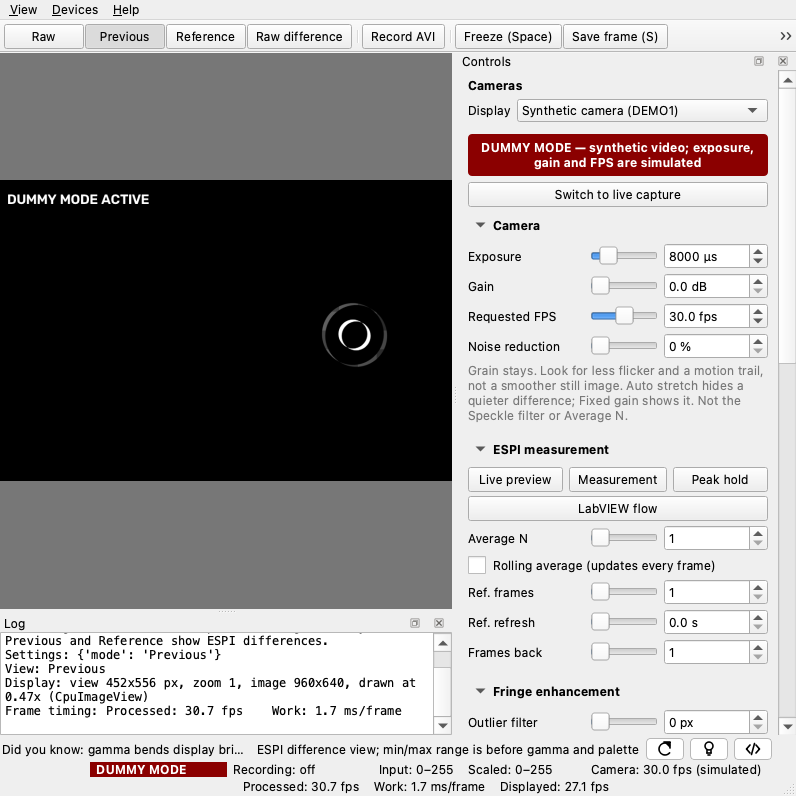 View Devices Help
Raw Previous Reference Raw difference Record AVI Freeze (Space) Save frame (S)
DUMMY MODE ACTIVE
Controls
Cameras
Display Synthetic camera (DEMO1)
DUMMY MODE — synthetic video; exposure,
gain and FPS are simulated
Switch to live capture
Camera
Exposure 8000 µs
Gain 0.0 dB
Requested FPS 30.0 fps
Noise reduction 0 %
Grain stays. Look for less flicker and a motion trail,
not a smoother still image. Auto stretch hides a
quieter difference; Fixed gain shows it. Not the
Speckle filter or Average N.
ESPI measurement
Live preview Measurement Peak hold
LabVIEW flow
Average N 1
Rolling average (updates every frame)
Ref. frames 1
Ref. refresh 0.0 s
Frames back 1
Fringe enhancement
Outlier filter 0 px
Log
Previous and Reference show ESPI differences.
Settings: {'mode': 'Previous'}
View: Previous
Display: view 452x556 px, zoom 1, image 960x640, drawn at
0.47x (CpuImageView)
Frame timing: Processed: 30.7 fps Work: 1.7 ms/frame
Did you know: gamma bends display bri... ESPI difference view; min/max range is before gamma and palette
DUMMY MODE Recording: off Input: 0–255 Scaled: 0–255 Camera: 30.0 fps (simulated)
Processed: 30.7 fps Work: 1.7 ms/frame Displayed: 27.1 fps